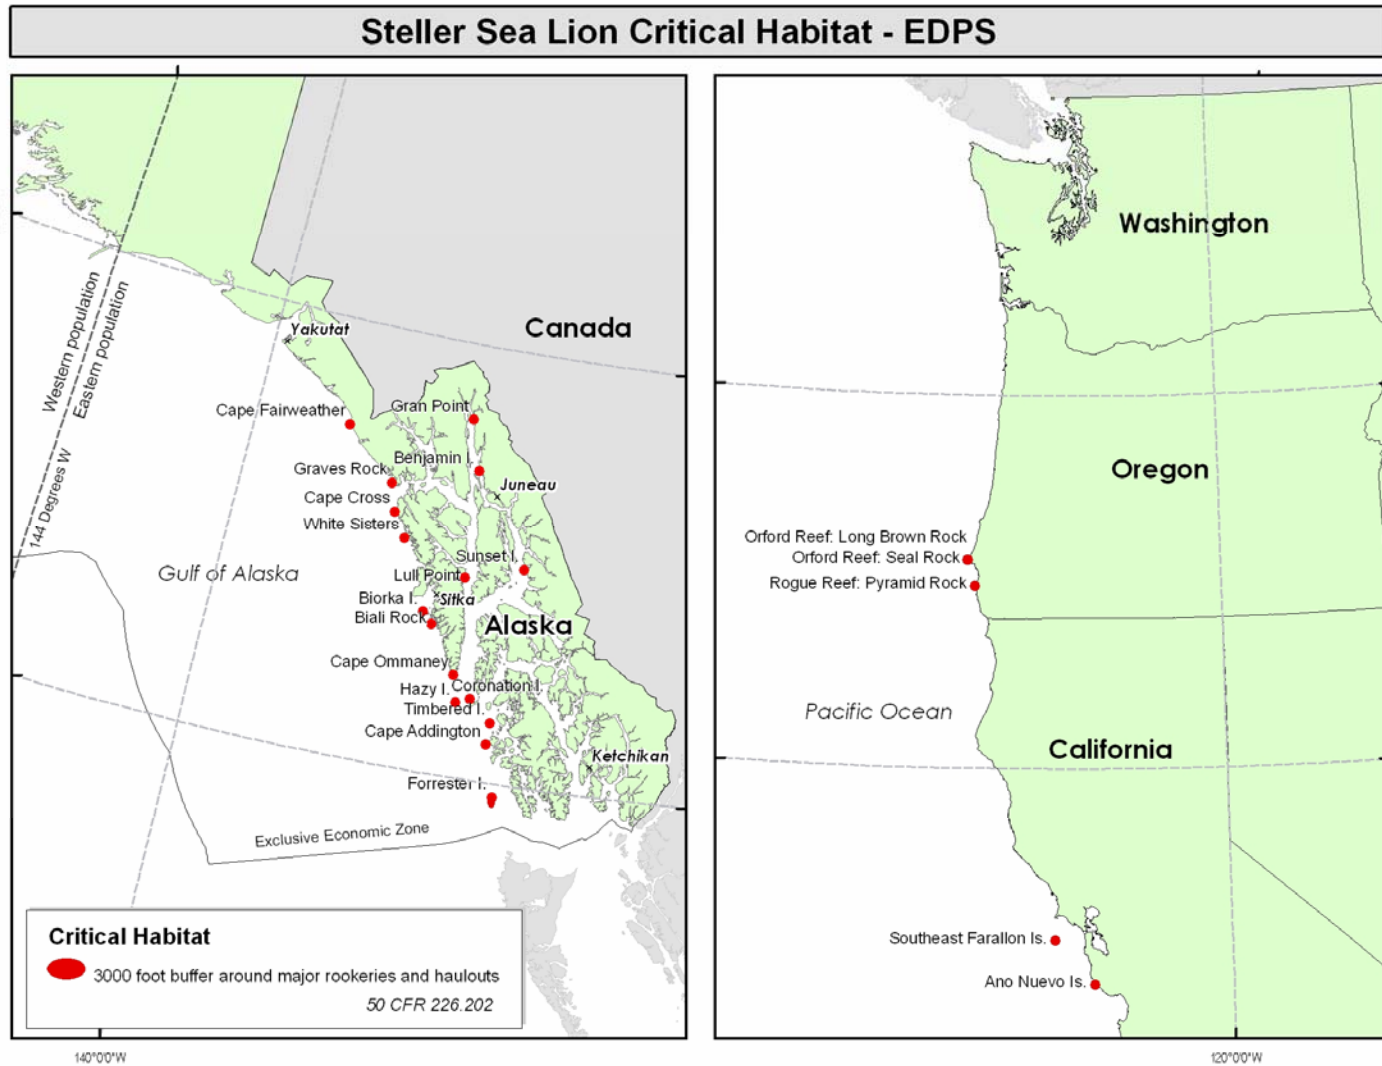 Steller Sea Lion Critical Habitat - EDPS
Western population
Eastern population
144 Degrees W
Canada
Yakutat
Cape Fairweather
Gran Point
Benjamin I.
Graves Rock
Juneau
Cape Cross
White Sisters
Sunset I.
Gulf of Alaska
Lull Point
Biorka I.
Sitka
Biali Rock
Alaska
Cape Ommaney
Hazy I.
Coronation I.
Timbered I.
Cape Addington
Ketchikan
Forrester I.
Exclusive Economic Zone
Critical Habitat
3000 foot buffer around major rookeries and haulouts
50 CFR 226.202
140°0'0"W
Washington
Oregon
Orford Reef: Long Brown Rock
Orford Reef: Seal Rock
Rogue Reef: Pyramid Rock
Pacific Ocean
California
Southeast Farallon Is.
Ano Nuevo Is.
120°0'0"W